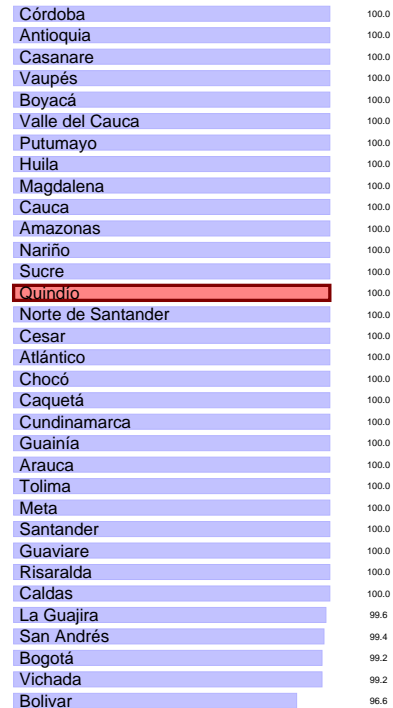 Córdoba 100.0
Antioquia 100.0
Casanare 100.0
Vaupés 100.0
Boyacá 100.0
Valle del Cauca 100.0
Putumayo 100.0
Huila 100.0
Magdalena 100.0
Cauca 100.0
Amazonas 100.0
Nariño 100.0
Sucre 100.0
Quindío 100.0
Norte de Santander 100.0
Cesar 100.0
Atlántico 100.0
Chocó 100.0
Caquetá 100.0
Cundinamarca 100.0
Guainía 100.0
Arauca 100.0
Tolima 100.0
Meta 100.0
Santander 100.0
Guaviare 100.0
Risaralda 100.0
Caldas 100.0
La Guajira 99.6
San Andrés 99.4
Bogotá 99.2
Vichada 99.2
Bolivar 96.6